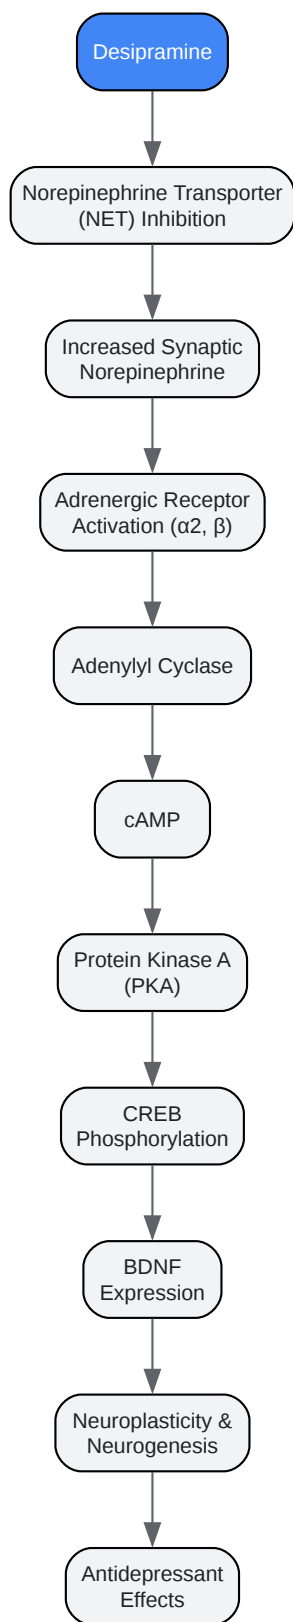 Desipramine
Norepinephrine Transporter
(NET) Inhibition
Increased Synaptic
Norepinephrine
Adrenergic Receptor
Activation (α2, β)
Adenylyl Cyclase
cAMP
Protein Kinase A
(PKA)
CREB
Phosphorylation
BDNF
Expression
Neuroplasticity &
Neurogenesis
Antidepressant
Effects